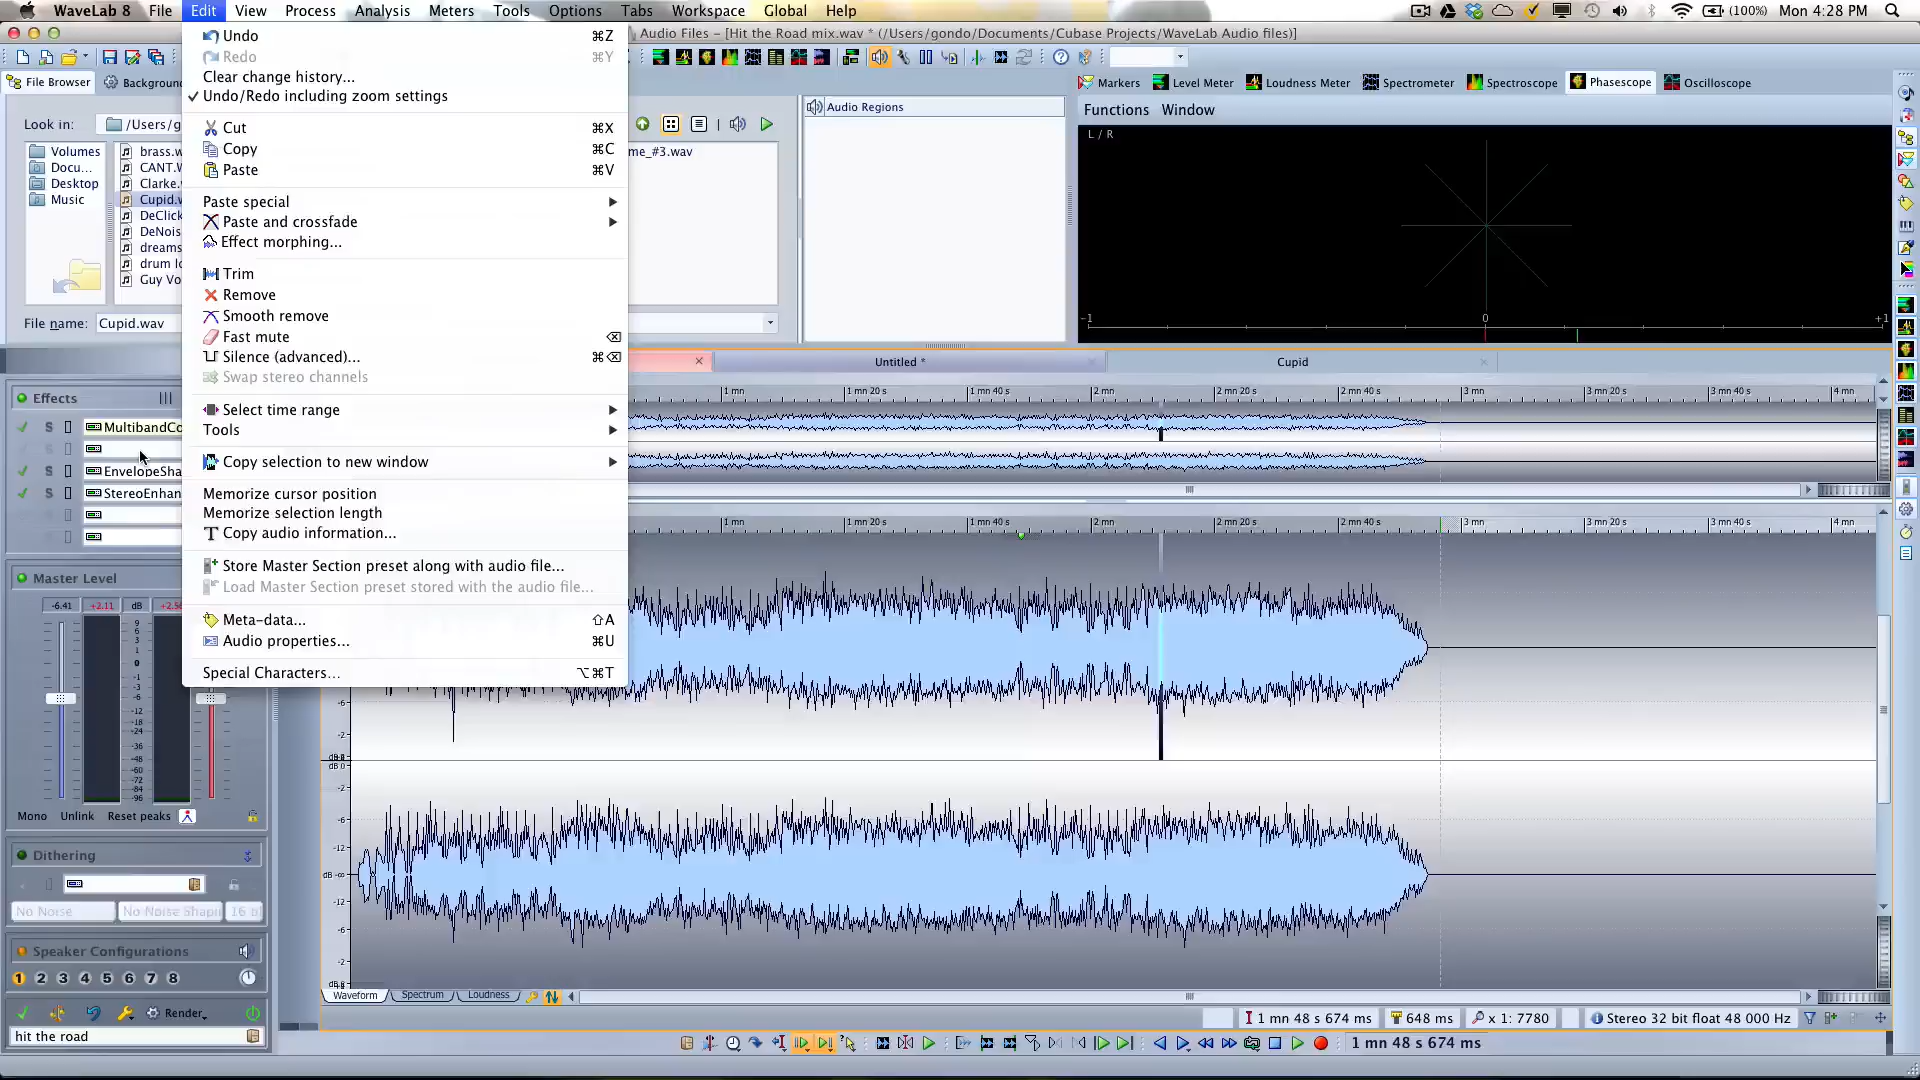 WaveLab 8 File Edit View Process Analysis Meters Tools Options Tabs Workspace Global Help (100%) Mon 4:28 PM
Audio Files – [Hit the Road mix.wav * (/Users/gondo/Documents/Cubase Projects/WaveLab Audio files)]
File Browser
Markers Level Meter Loudness Meter Spectrometer Spectroscope Phasescope Oscilloscope
Functions Window
L / R
-1 0 +1
Audio Regions
Look in: /Users/g
Volumes
Docu...
Desktop
Music
Clarke.
drum lo
Guy Vo
me_#3.wav
File name: Cupid.wav
Undo ⌘Z
Redo ⌘Y
Clear change history...
✓ Undo/Redo including zoom settings
Cut ⌘X
Copy ⌘C
Paste ⌘V
Paste special
Paste and crossfade
Effect morphing...
Trim
Remove
Smooth remove
Fast mute ⌫
Silence (advanced)... ⌘⌫
Swap stereo channels
Select time range
Tools
Copy selection to new window
Memorize cursor position
Memorize selection length
Copy audio information...
Store Master Section preset along with audio file...
Load Master Section preset stored with the audio file...
Meta-data... ⇧A
Audio properties... ⌘U
Special Characters... ⌥⌘T
Untitled * Cupid
1 mn 1 mn 20 s 1 mn 40 s 2 mn 2 mn 20 s 2 mn 40 s 3 mn 3 mn 20 s 3 mn 40 s 4 mn
1 mn 1 mn 20 s 1 mn 40 s 2 mn 2 mn 20 s 2 mn 40 s 3 mn 3 mn 20 s 3 mn 40 s 4 mn
Effects
S MultibandCo
S EnvelopeSha
S StereoEnhan
Master Level
-6.41 +2.11 dB
Mono Unlink Reset peaks
Dithering
No Noise No Noise Shapi 16 b
Speaker Configurations
1 2 3 4 5 6 7 8
Render
hit the road
Waveform Spectrum Loudness
1 mn 48 s 674 ms 648 ms x 1: 7780 Stereo 32 bit float 48 000 Hz
1 mn 48 s 674 ms